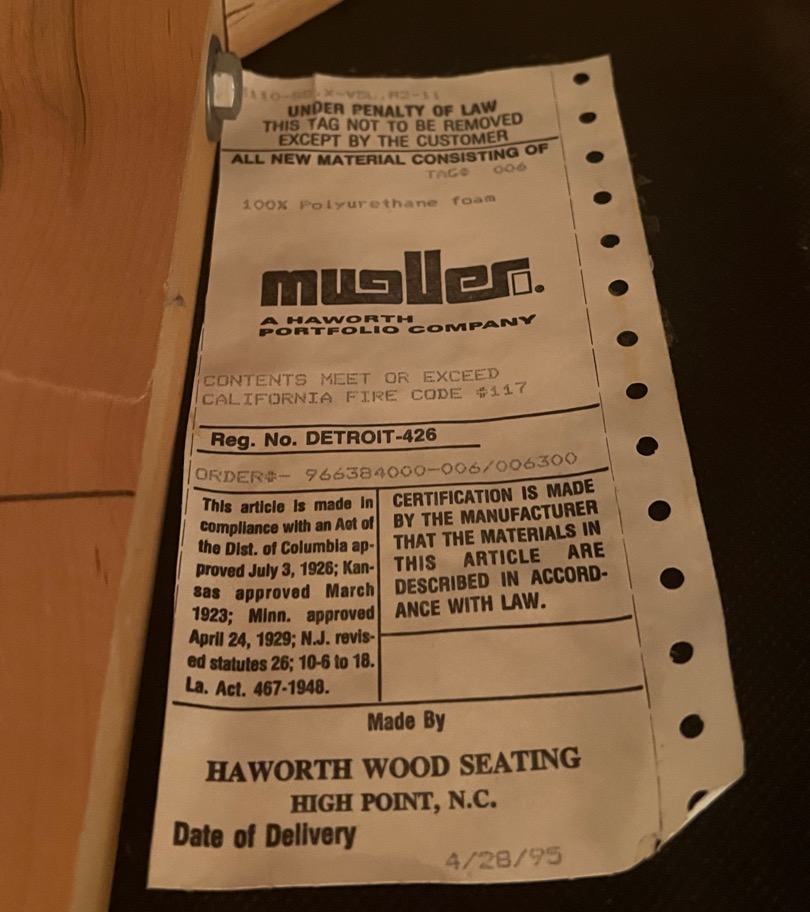 UNDER PENALTY OF LAW
THIS TAG NOT TO BE REMOVED
EXCEPT BY THE CUSTOMER
ALL NEW MATERIAL CONSISTING OF
TAG# 006
100% Polyurethane foam
mueller.
A HAWORTH
PORTFOLIO COMPANY
CONTENTS MEET OR EXCEED
CALIFORNIA FIRE CODE #117
Reg. No. DETROIT-426
ORDER#- 966384000-006/006300
This article is made in
compliance with an Act of
the Dist. of Columbia ap-
proved July 3, 1926; Kan-
sas approved March
1923; Minn. approved
April 24, 1929; N.J. revis-
ed statutes 26; 10-6 to 18.
La. Act. 467-1948.
CERTIFICATION IS MADE
BY THE MANUFACTURER
THAT THE MATERIALS IN
THIS ARTICLE ARE
DESCRIBED IN ACCORD-
ANCE WITH LAW.
Made By
HAWORTH WOOD SEATING
HIGH POINT, N.C.
Date of Delivery
4/28/95